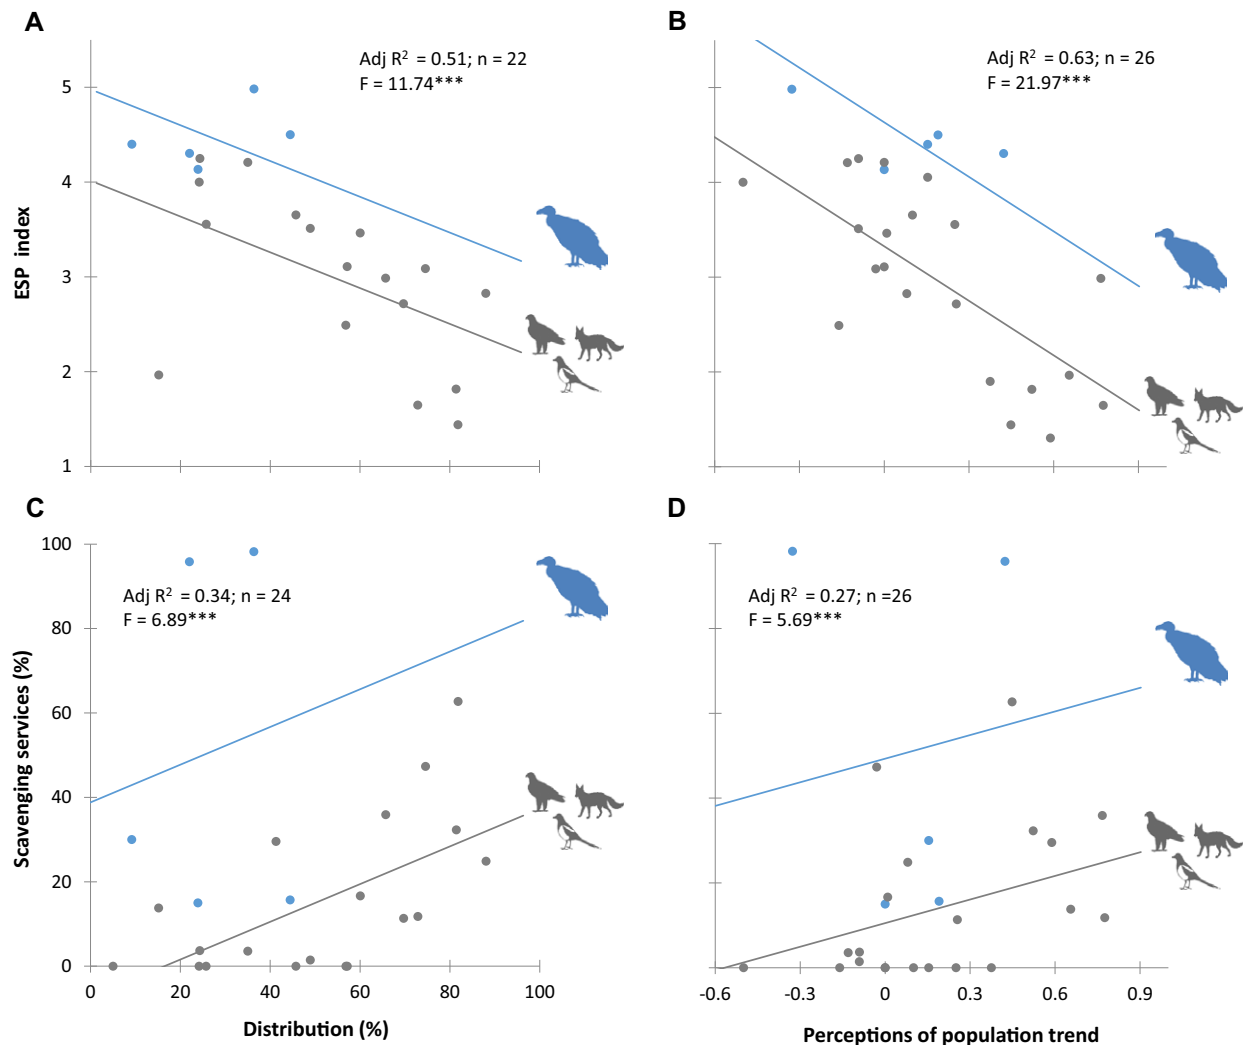 A
Adj R² = 0.51; n = 22
F = 11.74***
5
4
3
2
1
ESP index
B
Adj R² = 0.63; n = 26
F = 21.97***
C
Adj R² = 0.34; n = 24
F = 6.89***
100
80
60
40
20
0
Scavenging services (%)
0 20 40 60 80 100
Distribution (%)
D
Adj R² = 0.27; n =26
F = 5.69***
-0.6 -0.3 0 0.3 0.6 0.9
Perceptions of population trend